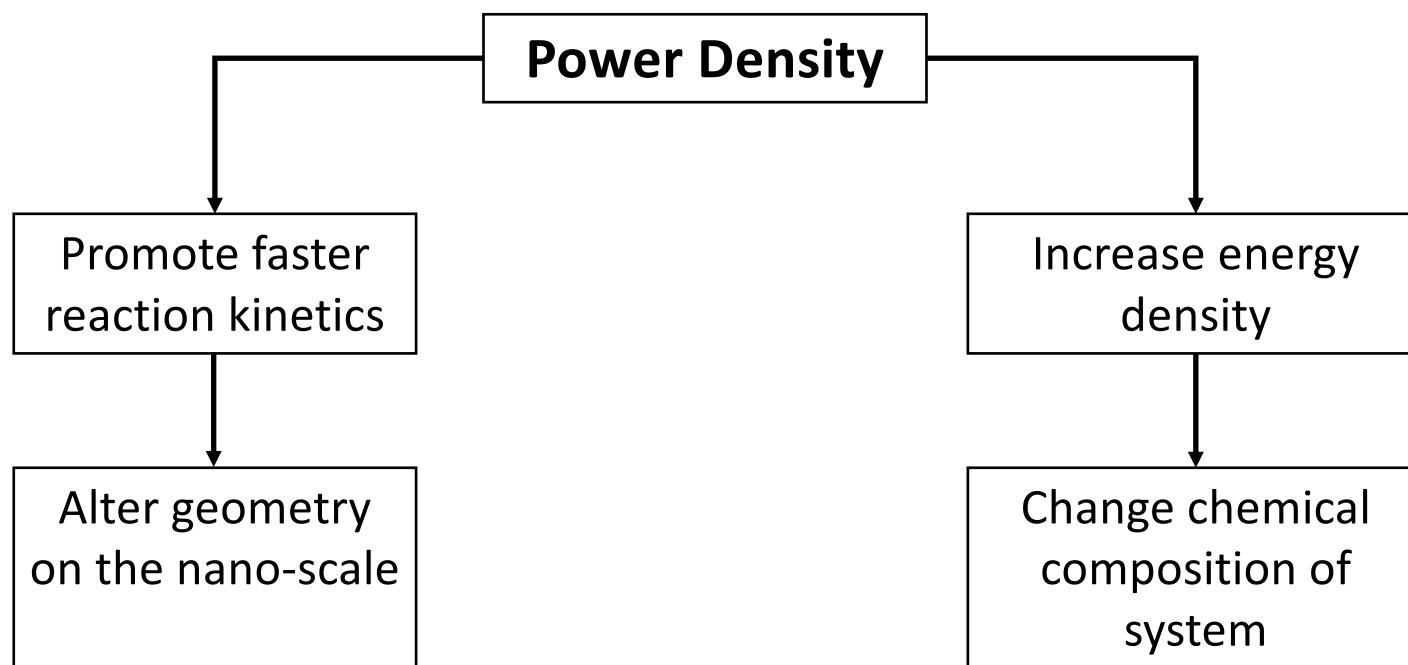 Power Density
Promote faster
reaction kinetics
Increase energy
density
Alter geometry
on the nano-scale
Change chemical
composition of
system